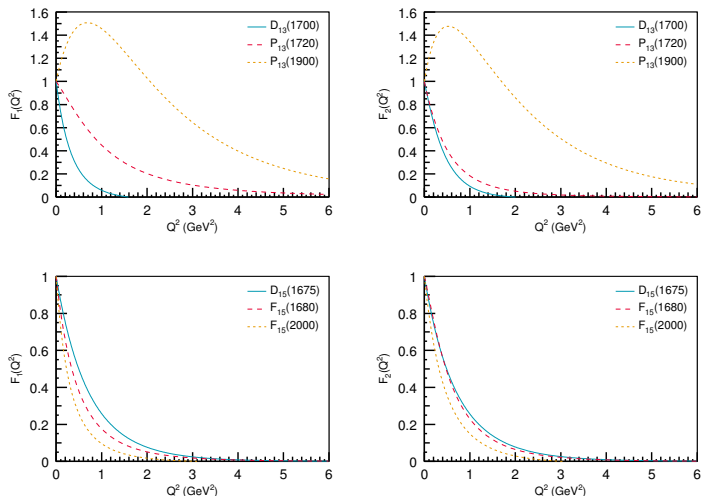 1.6
1.4
1.2
1
0.8
0.6
0.4
0.2
0
F₁(Q²)
D₁₃(1700)
P₁₃(1720)
P₁₃(1900)
0 1 2 3 4 5 6
Q² (GeV²)
1.6
1.4
1.2
1
0.8
0.6
0.4
0.2
0
F₂(Q²)
D₁₃(1700)
P₁₃(1720)
P₁₃(1900)
0 1 2 3 4 5 6
Q² (GeV²)
1
0.8
0.6
0.4
0.2
0
F₁(Q²)
D₁₅(1675)
F₁₅(1680)
F₁₅(2000)
0 1 2 3 4 5 6
Q² (GeV²)
1
0.8
0.6
0.4
0.2
0
F₂(Q²)
D₁₅(1675)
F₁₅(1680)
F₁₅(2000)
0 1 2 3 4 5 6
Q² (GeV²)